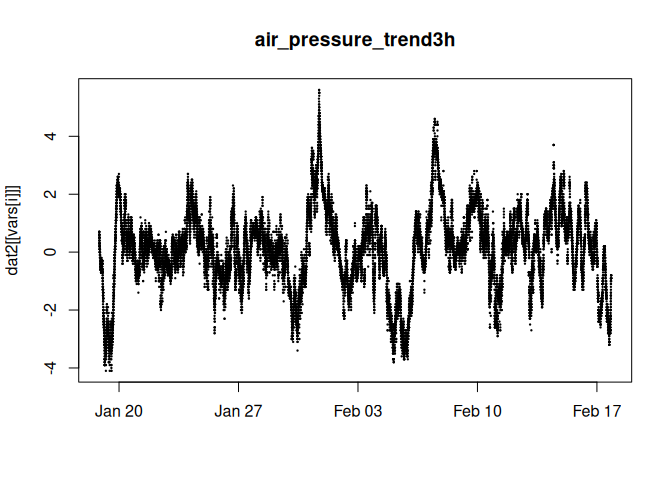 air_pressure_trend3h
dat2[[vars[i]]]
4
2
0
-2
-4
Jan 20
Jan 27
Feb 03
Feb 10
Feb 17